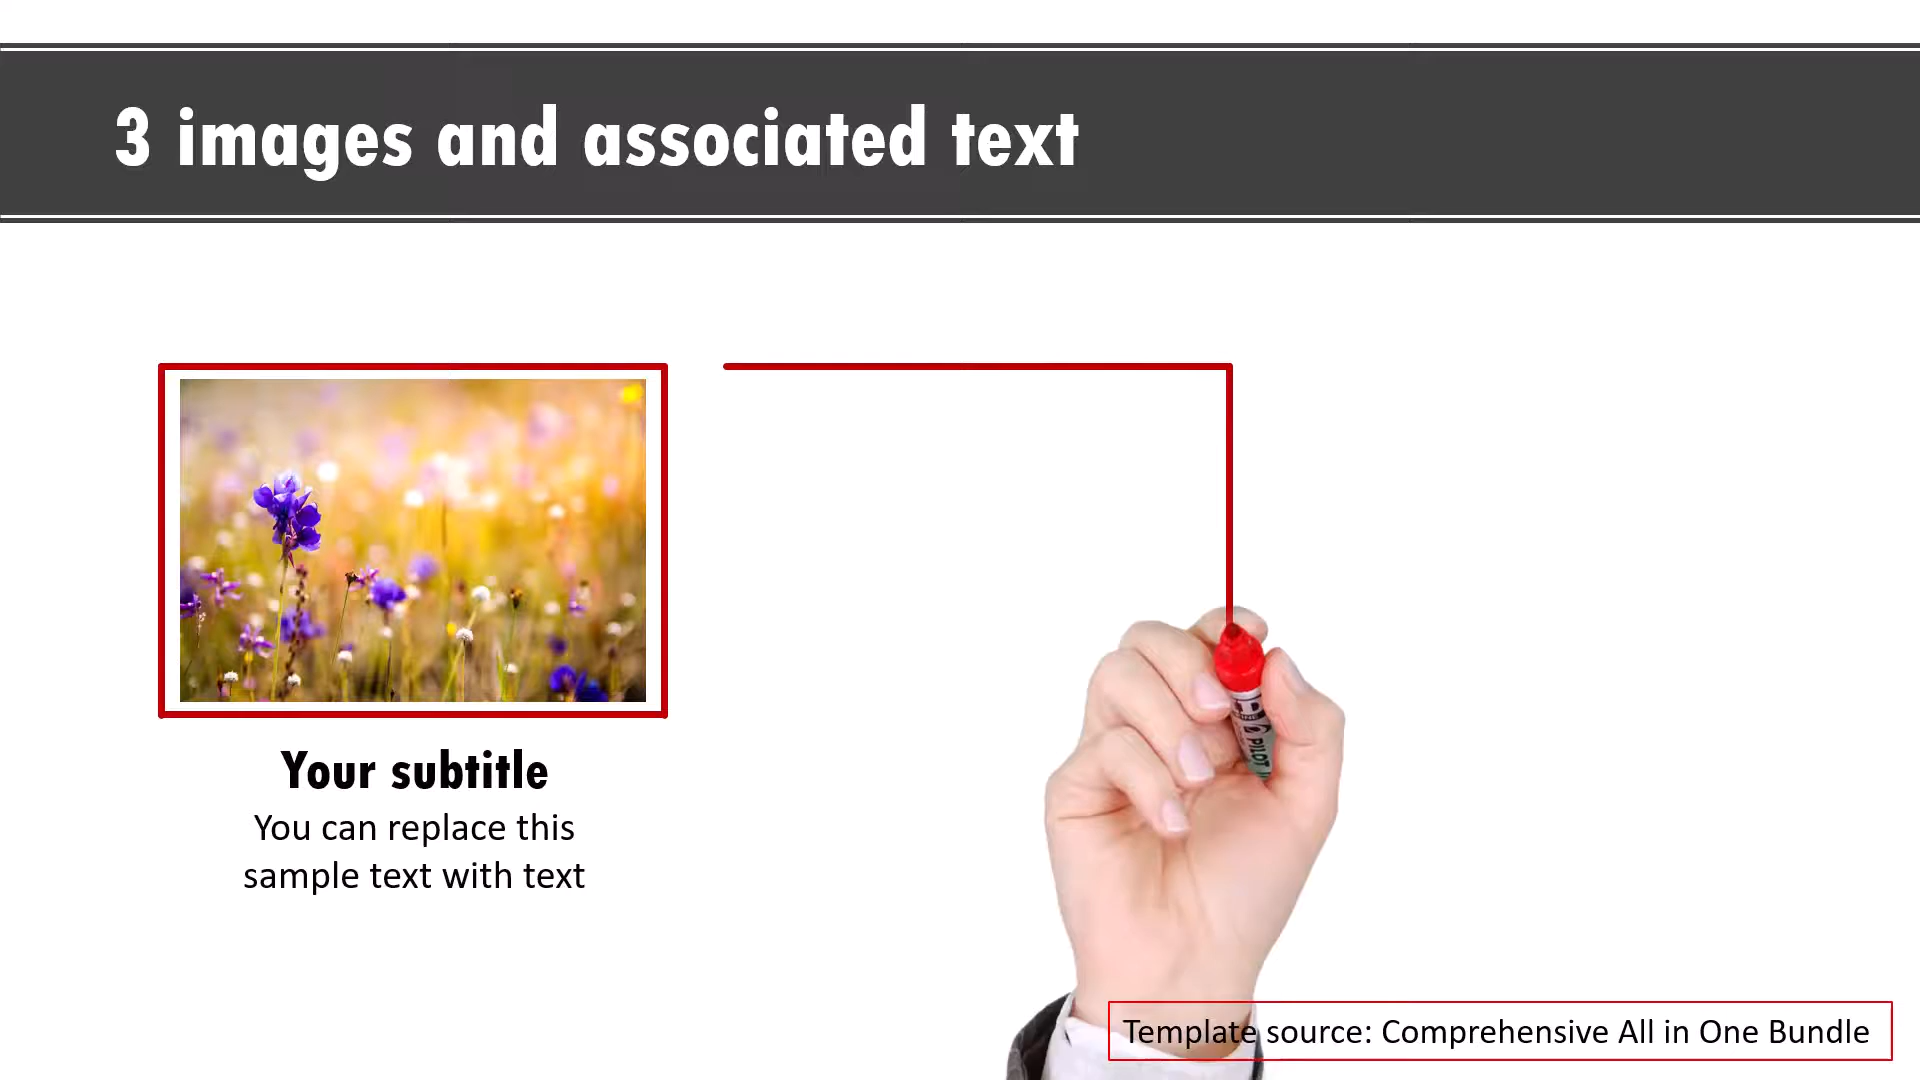 3 images and associated text
Your subtitle
You can replace this
sample text with text
PILOT
Template source: Comprehensive All in One Bundle